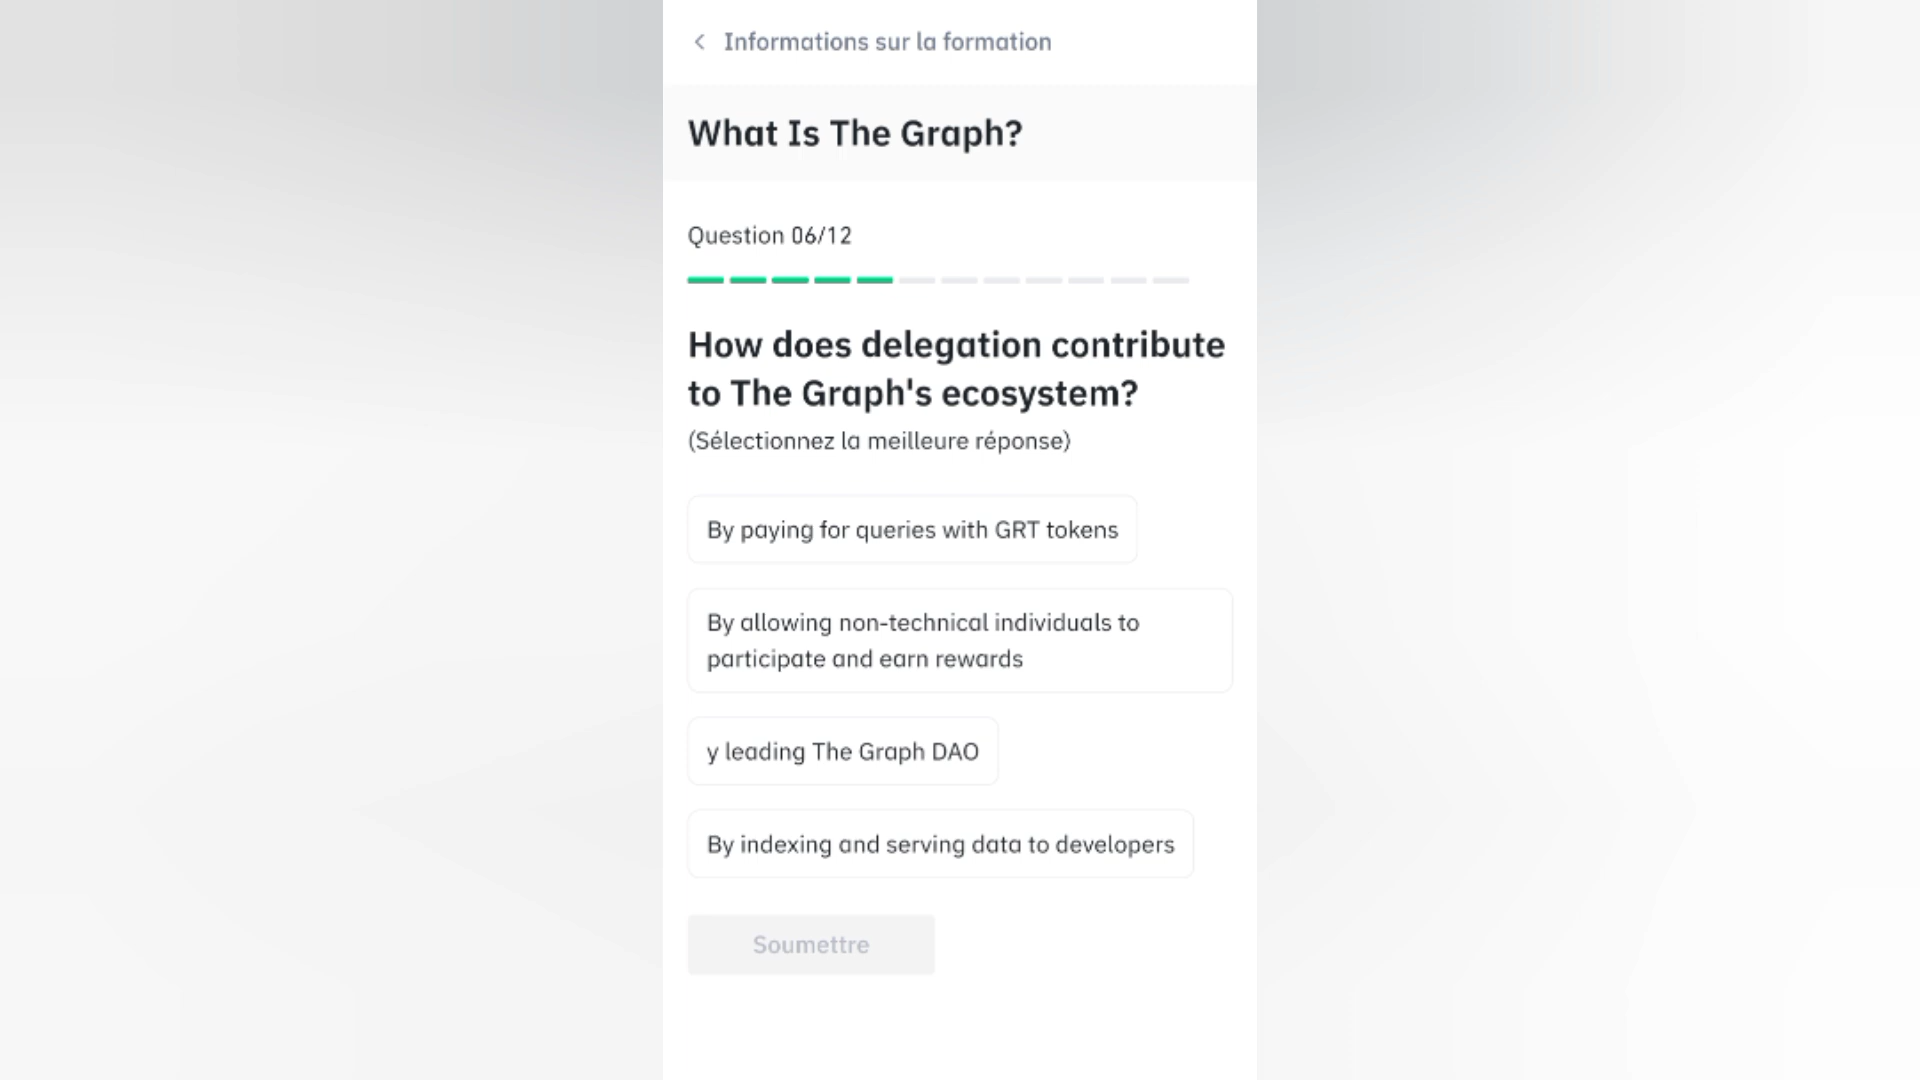 Informations sur la formation
What Is The Graph?
Question 06/12
How does delegation contribute
to The Graph's ecosystem?
(Sélectionnez la meilleure réponse)
By paying for queries with GRT tokens
By allowing non-technical individuals to
participate and earn rewards
y leading The Graph DAO
By indexing and serving data to developers
Soumettre